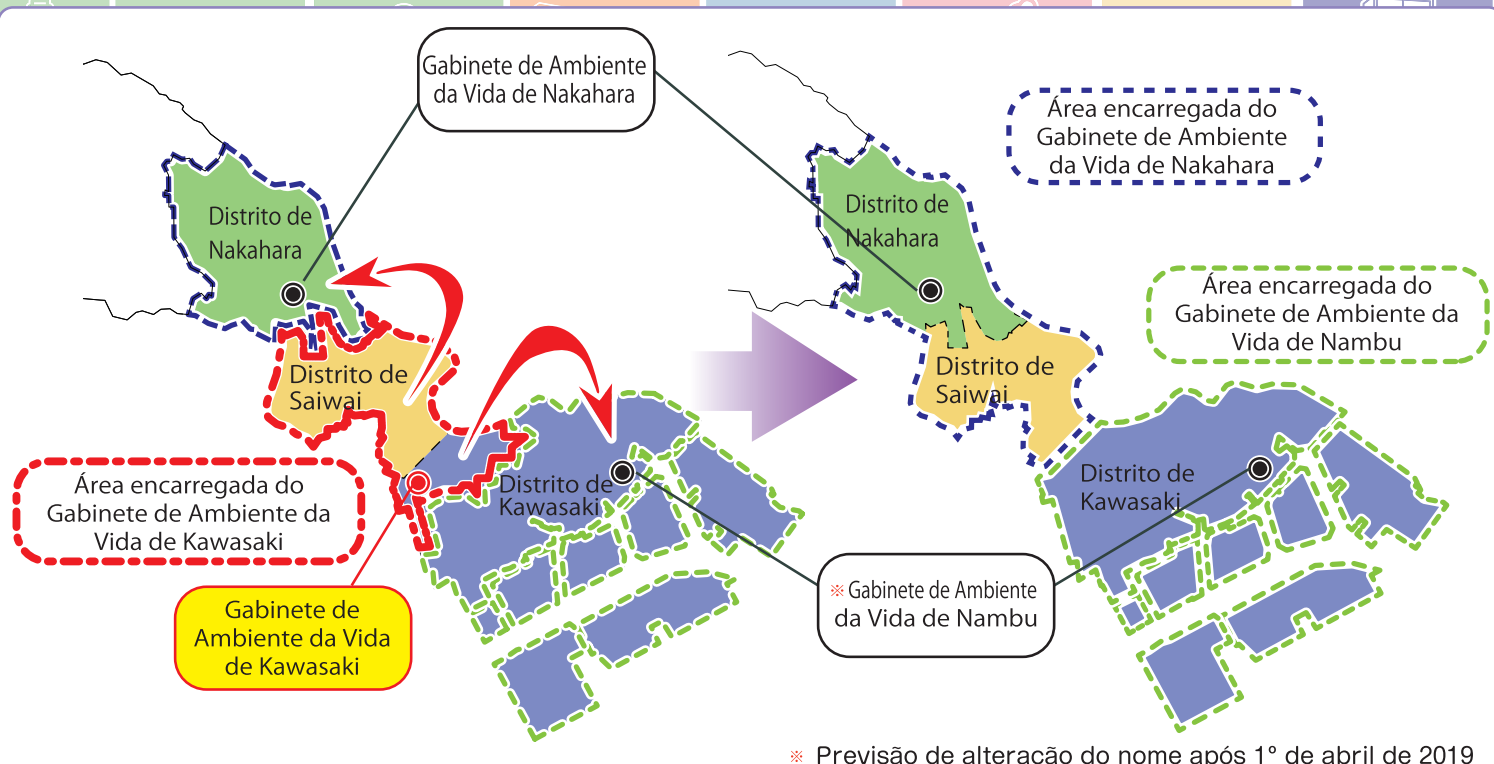 Gabinete de Ambiente
da Vida de Nakahara
Área encarregada do
Gabinete de Ambiente
da Vida de Nakahara
Distrito de
Nakahara
Distrito de
Nakahara
Área encarregada do
Gabinete de Ambiente da
Vida de Nambu
Distrito de
Saiwai
Distrito de
Saiwai
Distrito de
Kawasaki
Distrito de
Kawasaki
Área encarregada do
Gabinete de Ambiente da
Vida de Kawasaki
Gabinete de
Ambiente da Vida
de Kawasaki
※ Gabinete de Ambiente
da Vida de Nambu
※ Previsão de alteração do nome após 1° de abril de 2019